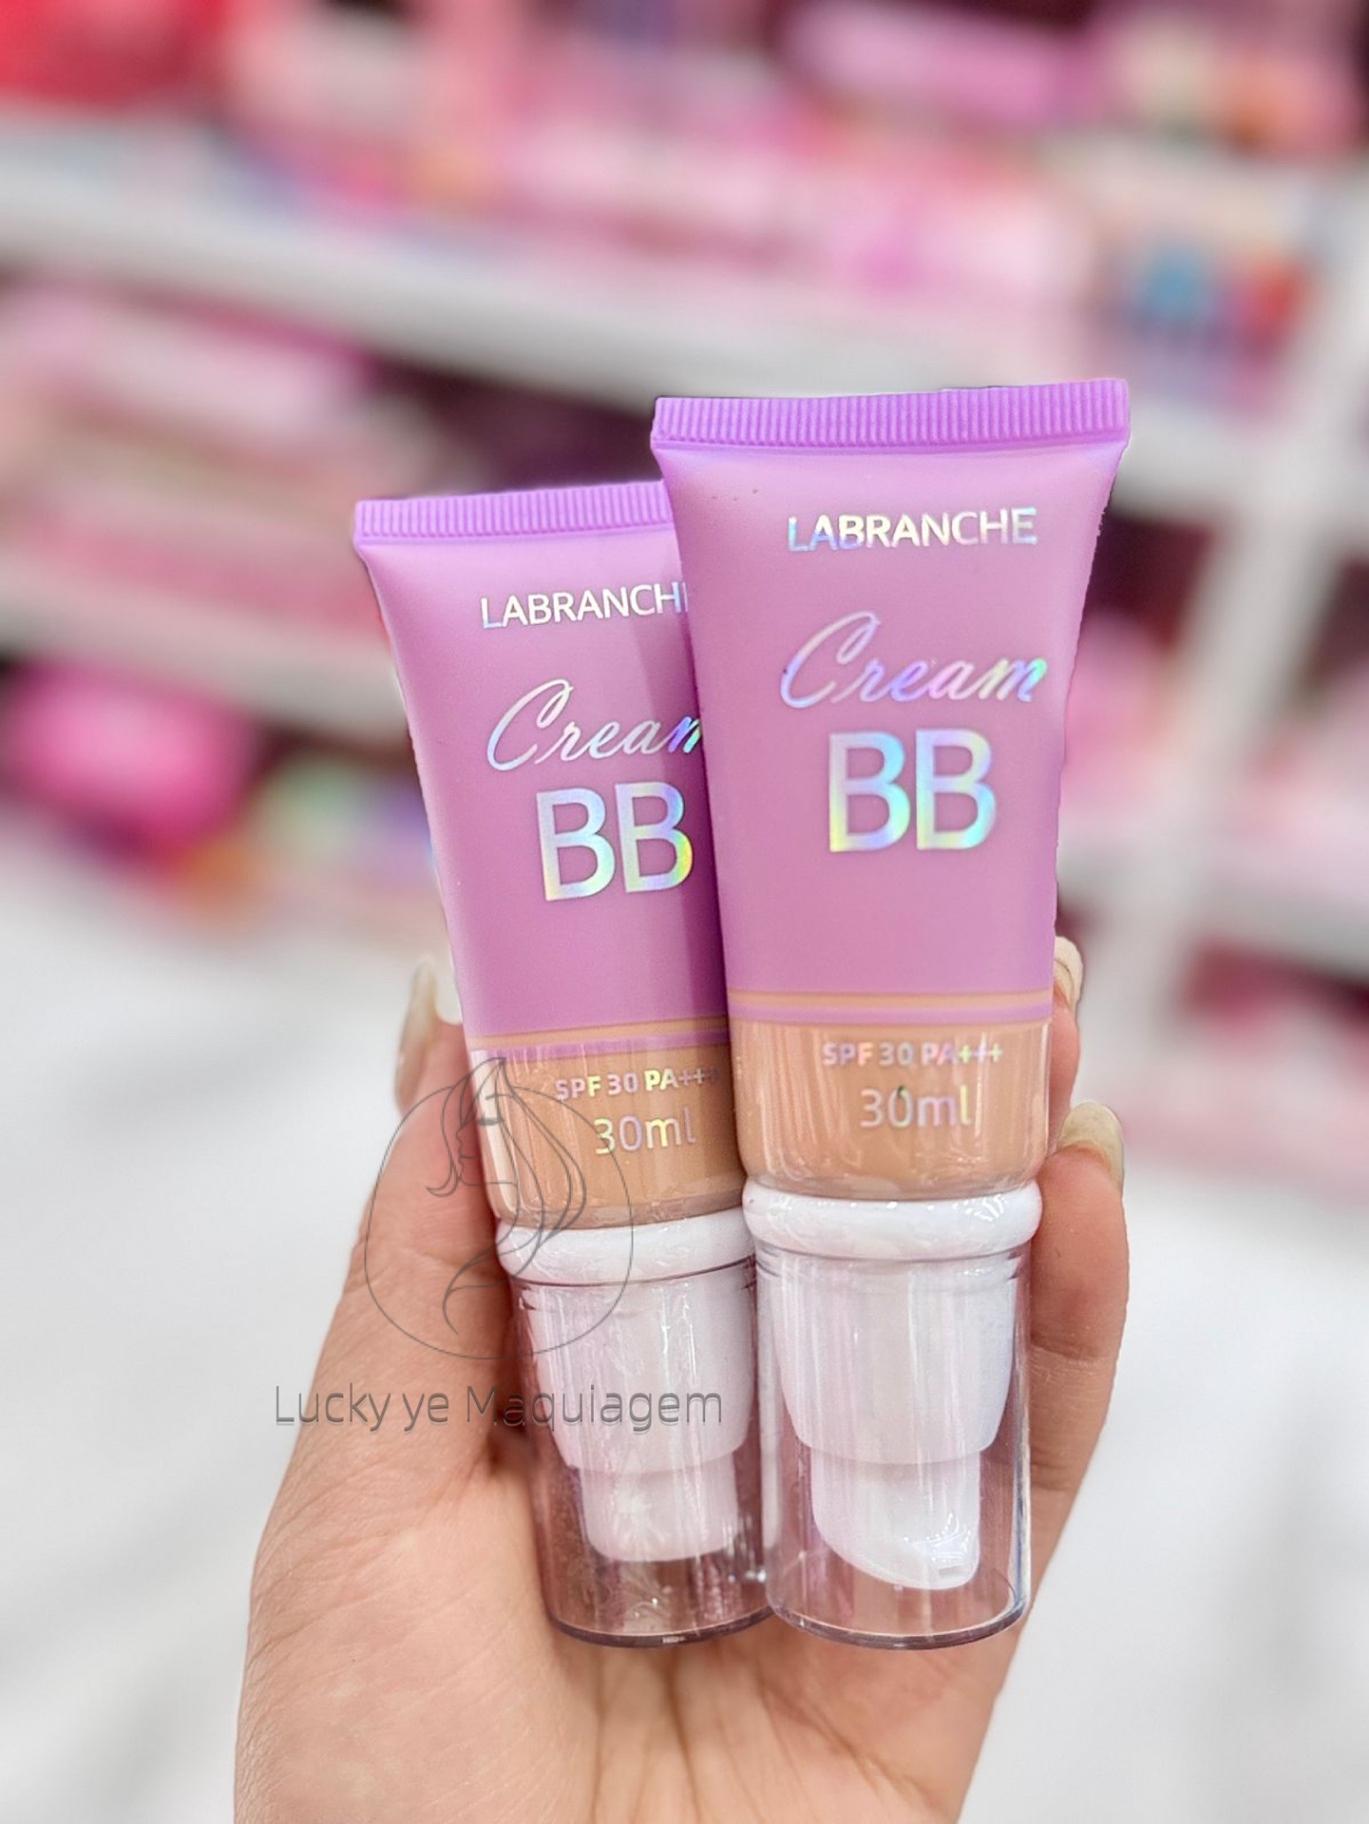 LABRANCHE
Cream
BB
SPF 30 PA+++
30ml
LABRANCHE
Cream
BB
SPF 30 PA+++
30ml
Lucky ye Maquiagem